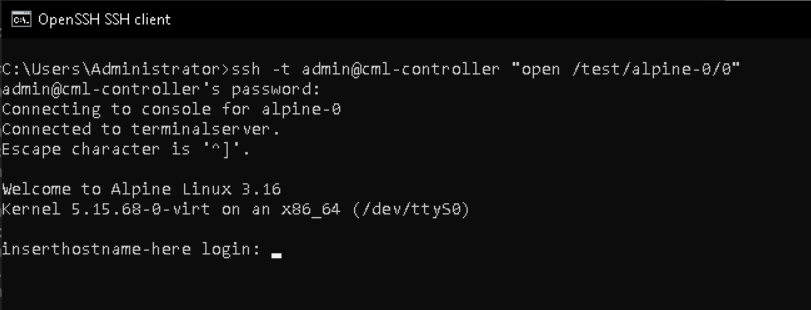 OpenSSH SSH client
C:\Users\Administrator>ssh -t admin@cml-controller "open /test/alpine-0/0"
admin@cml-controller's password:
Connecting to console for alpine-0
Connected to terminalserver.
Escape character is '^]'.
Welcome to Alpine Linux 3.16
Kernel 5.15.68-0-virt on an x86_64 (/dev/ttyS0)
inserthostname-here login: